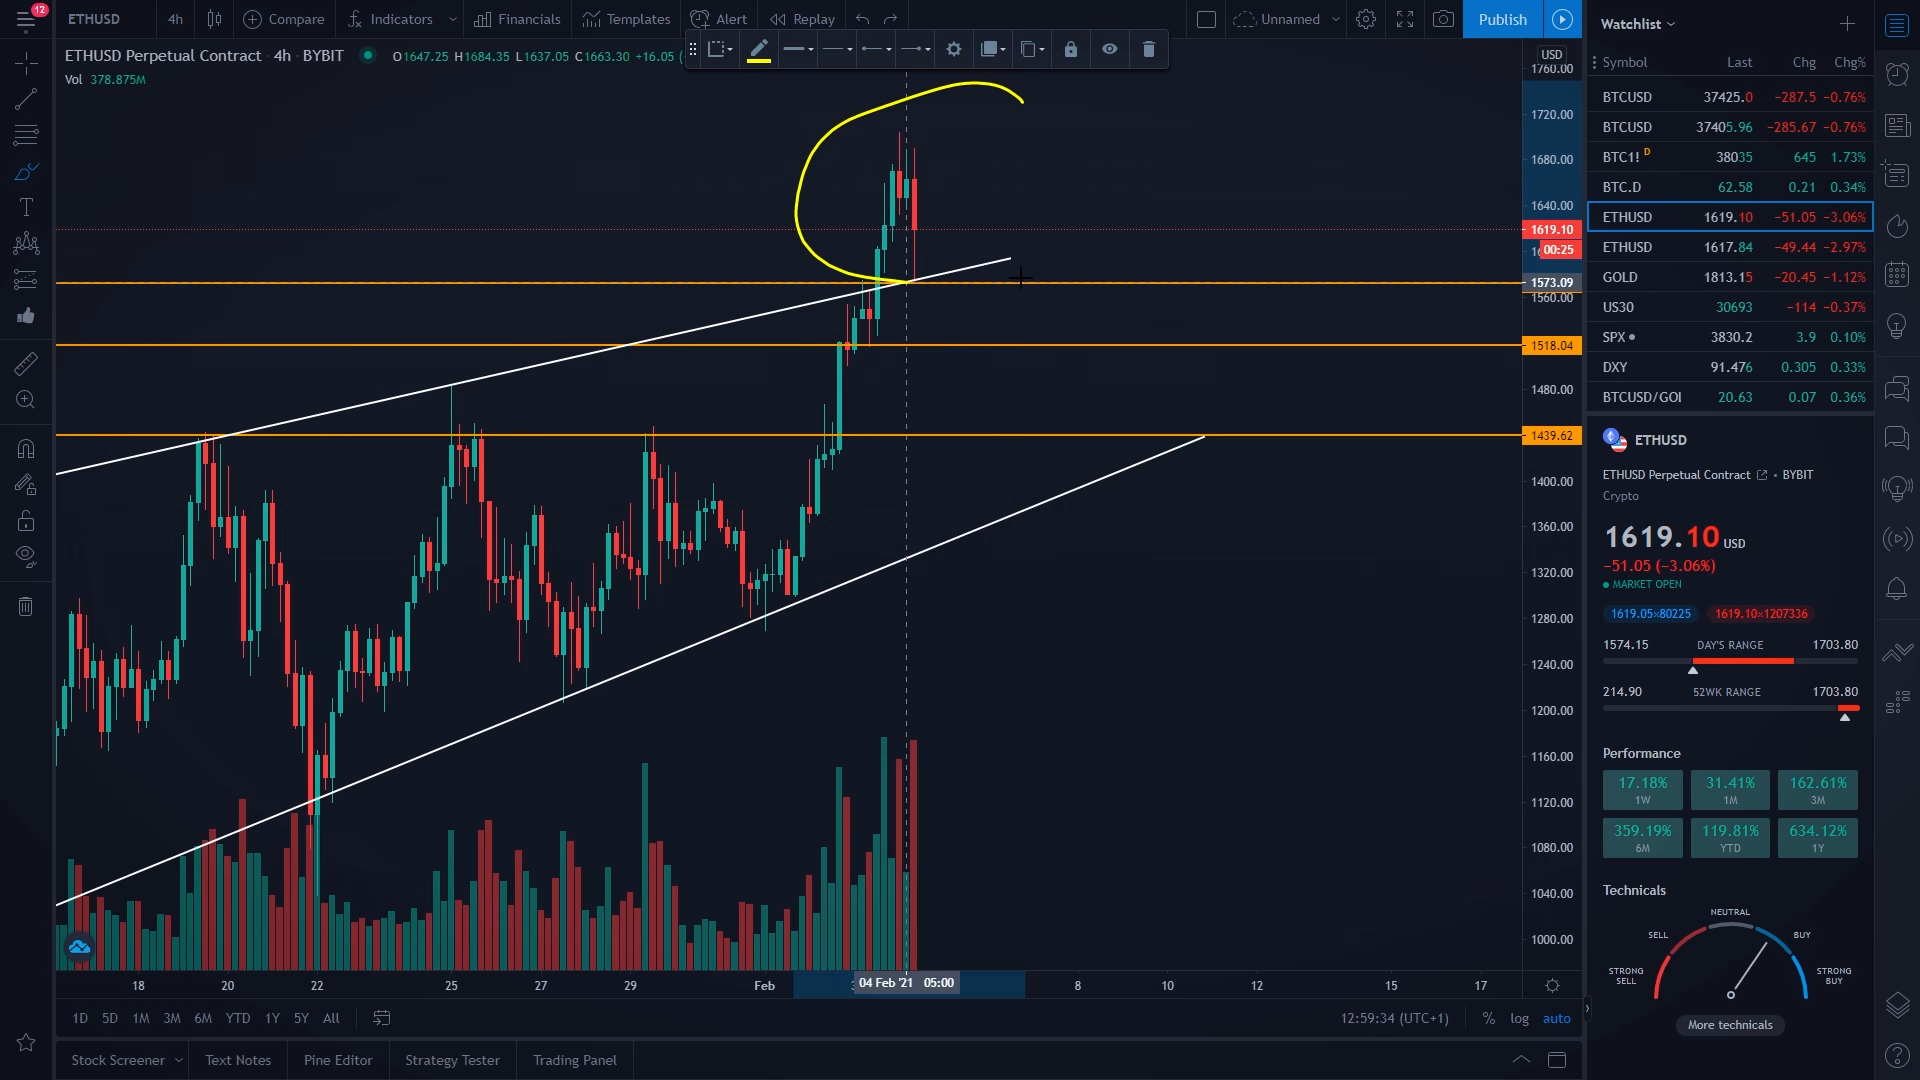 12
ETHUSD 4h Compare Indicators Financials Templates Alert Replay Unnamed Publish
ETHUSD Perpetual Contract · 4h · BYBIT O1647.25 H1684.35 L1637.05 C1663.30 +16.05
Vol 378.875M
USD
1760.00
1720.00
1680.00
1640.00
1619.10
00:25
1573.09
1560.00
1518.04
1480.00
1439.62
1400.00
1360.00
1320.00
1280.00
1240.00
1200.00
1160.00
1120.00
1080.00
1040.00
1000.00
18 20 22 25 27 29 Feb 04 Feb '21 05:00 8 10 12 15 17
1D 5D 1M 3M 6M YTD 1Y 5Y All 12:59:34 (UTC+1) % log auto
Stock Screener Text Notes Pine Editor Strategy Tester Trading Panel
Watchlist
Symbol Last Chg Chg%
BTCUSD 37425.0 −287.5 −0.76%
BTCUSD 37405.96 −285.67 −0.76%
BTC1! D 38035 645 1.73%
BTC.D 62.58 0.21 0.34%
ETHUSD 1619.10 −51.05 −3.06%
ETHUSD 1617.84 −49.44 −2.97%
GOLD 1813.15 −20.45 −1.12%
US30 30693 −114 −0.37%
SPX 3830.2 3.9 0.10%
DXY 91.476 0.305 0.33%
BTCUSD/GOI 20.63 0.07 0.36%
ETHUSD
ETHUSD Perpetual Contract • BYBIT
Crypto
1619.10 USD
−51.05 (−3.06%)
MARKET OPEN
1619.05×80225 1619.10×1207336
1574.15 DAY'S RANGE 1703.80
214.90 52WK RANGE 1703.80
Performance
17.18% 31.41% 162.61%
1W 1M 3M
359.19% 119.81% 634.12%
6M YTD 1Y
Technicals
NEUTRAL
SELL BUY
STRONG SELL STRONG BUY
More technicals